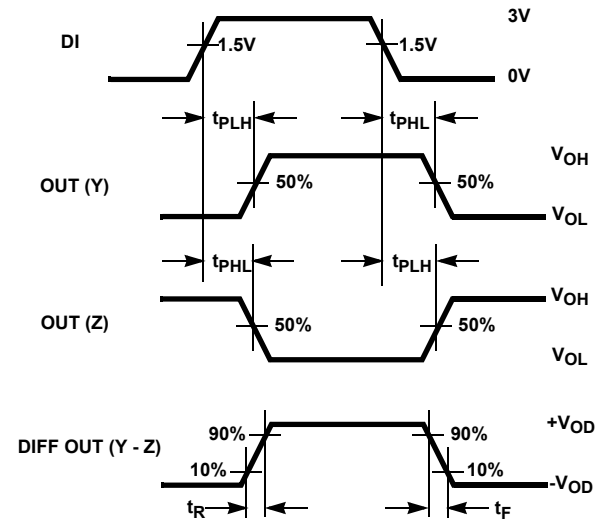 3V
DI
1.5V
1.5V
0V
tPLH
tPHL
VOH
OUT (Y)
50%
50%
VOL
tPHL
tPLH
VOH
OUT (Z)
50%
50%
VOL
+VOD
DIFF OUT (Y - Z)
90%
90%
10%
10%
-VOD
tR
tF